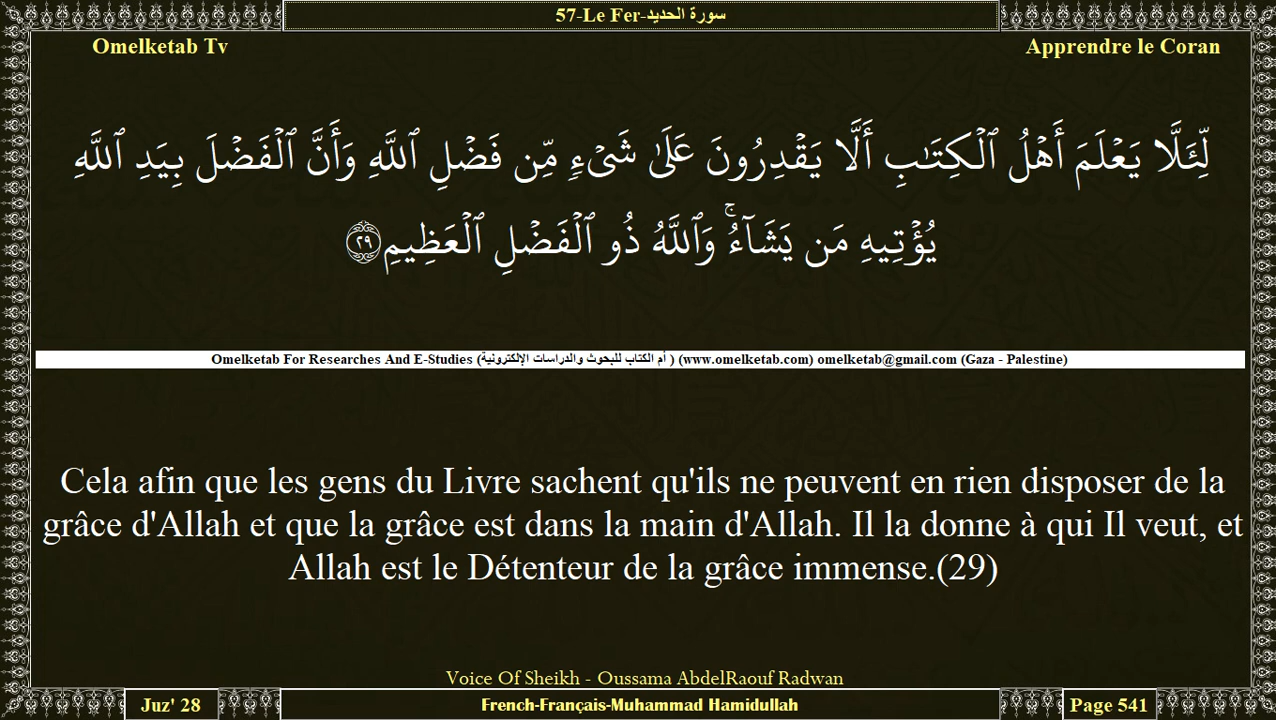 57-Le Fer-سورة الحديد
Omelketab Tv
Apprendre le Coran
لِّئَلَّا يَعۡلَمَ أَهۡلُ ٱلۡكِتَٰبِ أَلَّا يَقۡدِرُونَ عَلَىٰ شَيۡءٖ مِّن فَضۡلِ ٱللَّهِ وَأَنَّ ٱلۡفَضۡلَ بِيَدِ ٱللَّهِ
يُؤۡتِيهِ مَن يَشَآءُۚ وَٱللَّهُ ذُو ٱلۡفَضۡلِ ٱلۡعَظِيمِ ٢٩
Omelketab For Researches And E-Studies (أم الكتاب للبحوث والدراسات الإلكترونية ) (www.omelketab.com) omelketab@gmail.com (Gaza - Palestine)
Cela afin que les gens du Livre sachent qu'ils ne peuvent en rien disposer de la
grâce d'Allah et que la grâce est dans la main d'Allah. Il la donne à qui Il veut, et
Allah est le Détenteur de la grâce immense.(29)
Voice Of Sheikh - Oussama AbdelRaouf Radwan
Juz' 28
French-Français-Muhammad Hamidullah
Page 541